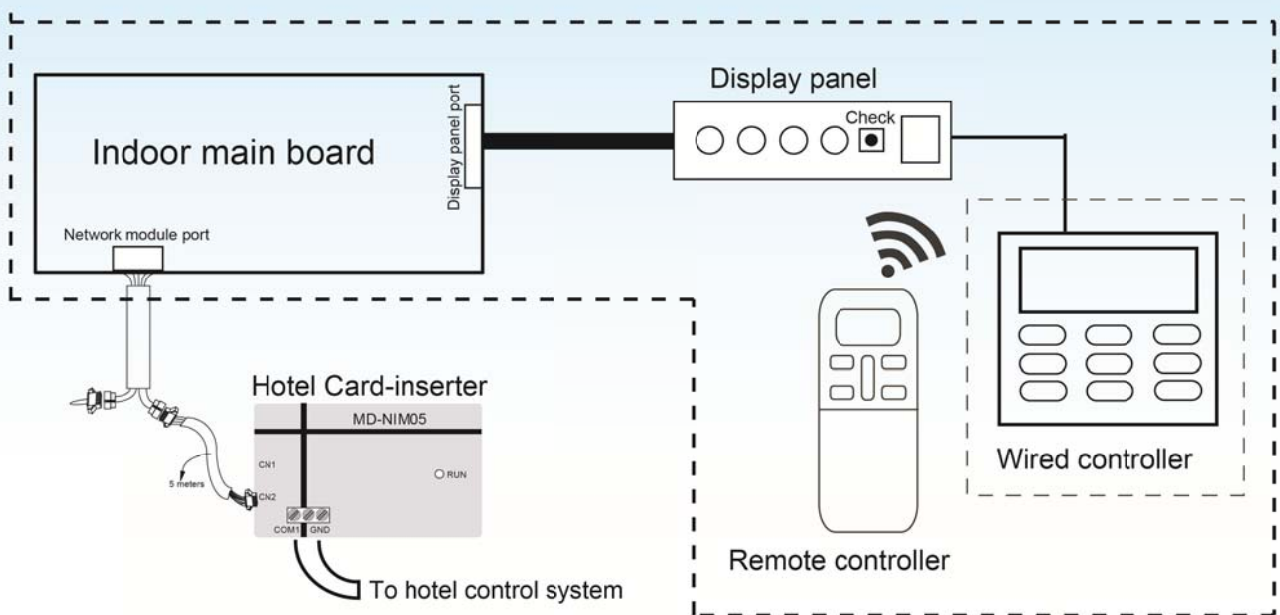 Display panel
Check
Indoor main board
Display panel port
Network module port
Hotel Card-inserter
MD-NIM05
CN1
RUN
5 meters
CN2
COM1 GND
To hotel control system
Wired controller
Remote controller